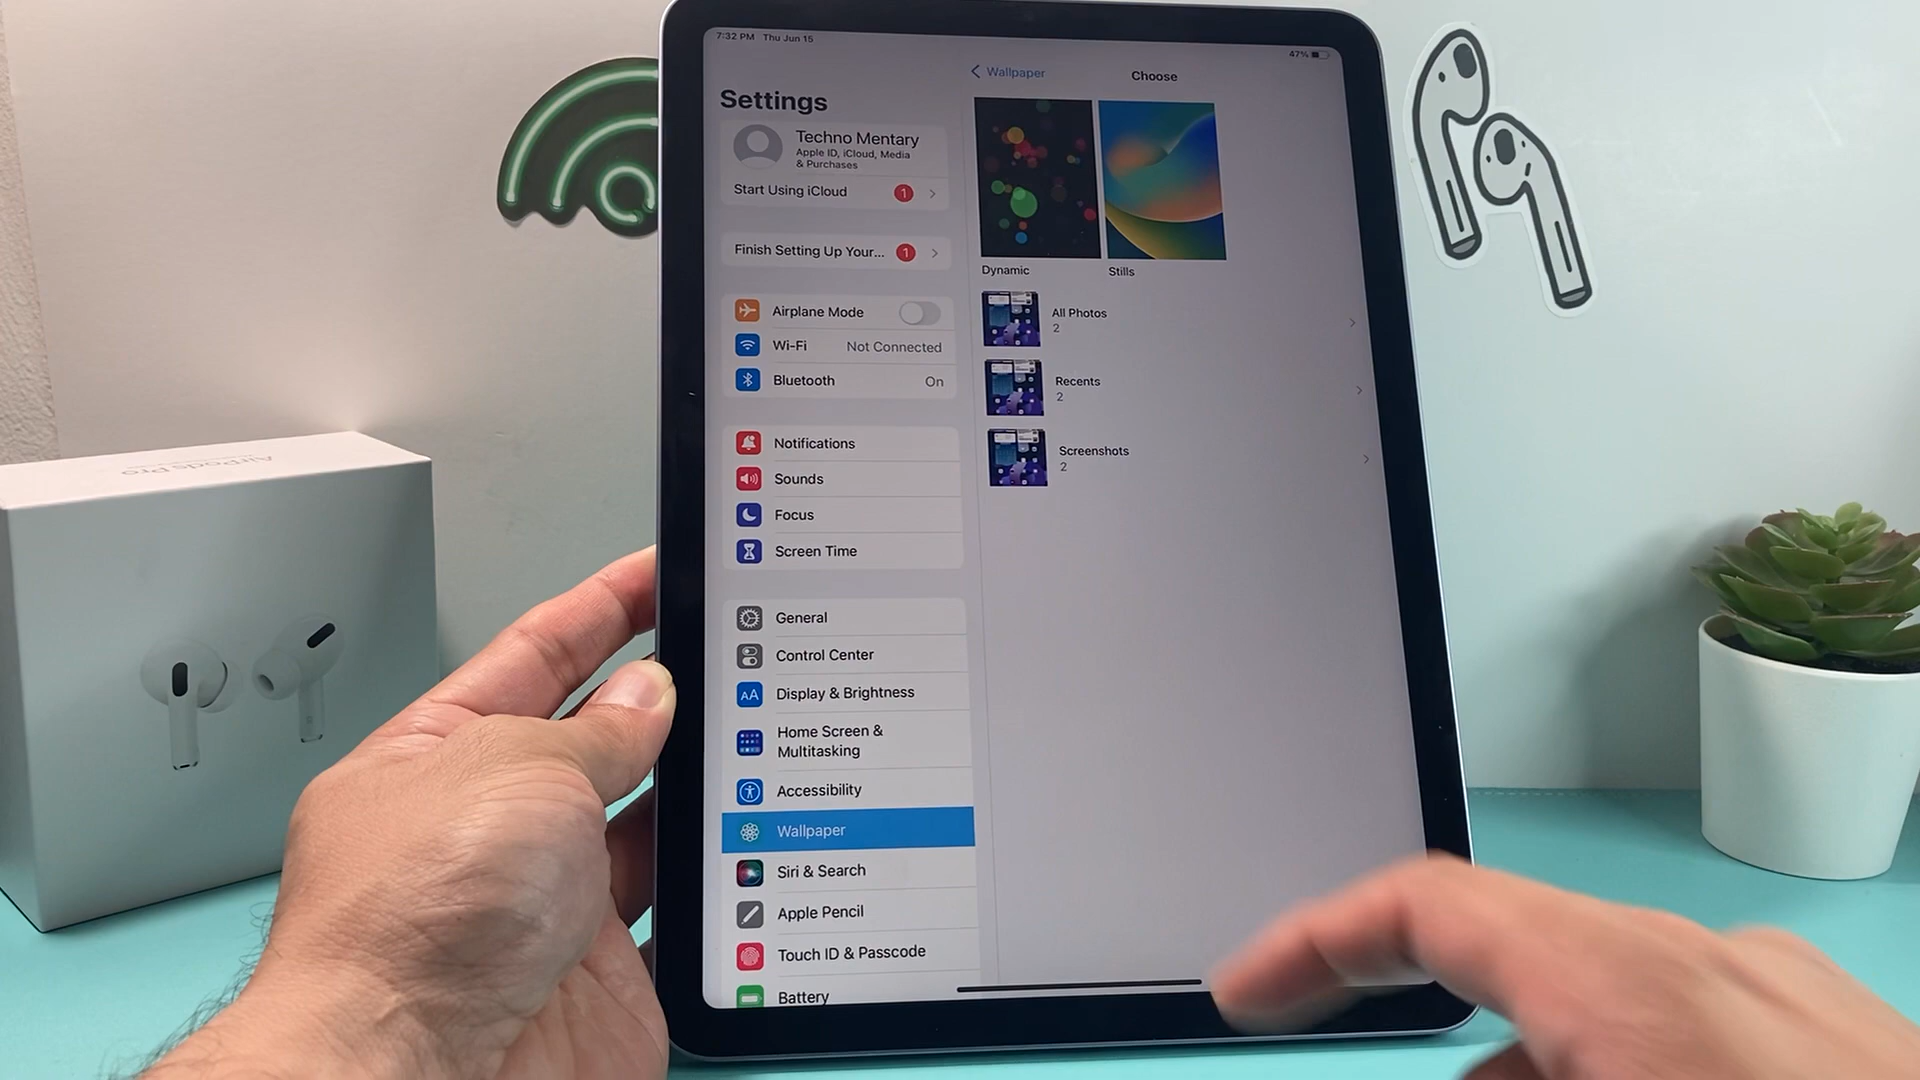 7:32 PM Thu Jun 15
47%
Settings
Techno Mentary
Apple ID, iCloud, Media
& Purchases
Start Using iCloud 1
Finish Setting Up Your... 1
Airplane Mode
Wi-Fi Not Connected
Bluetooth On
Notifications
Sounds
Focus
Screen Time
General
Control Center
AA Display & Brightness
Home Screen &
Multitasking
Accessibility
Wallpaper
Siri & Search
Apple Pencil
Touch ID & Passcode
Battery
Wallpaper
Choose
Dynamic
Stills
All Photos
2
Recents
2
Screenshots
2
AirPods Pro